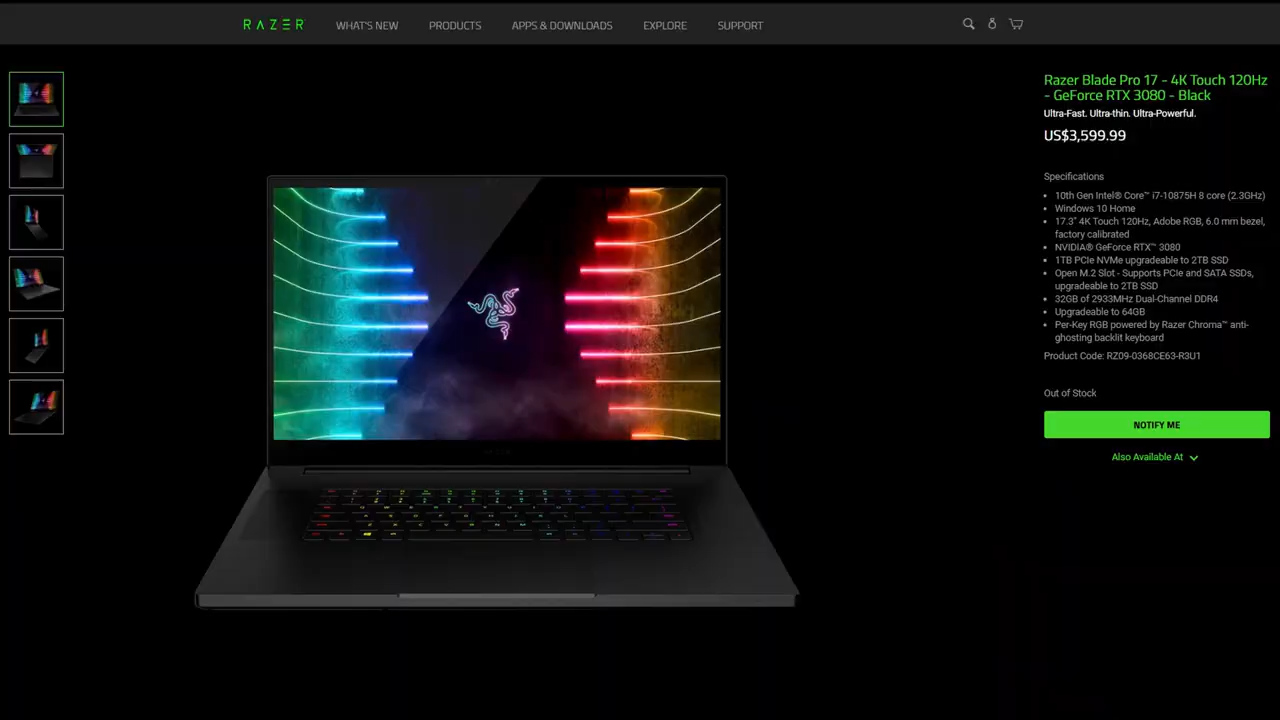 RAZER
WHAT'S NEW
PRODUCTS
APPS & DOWNLOADS
EXPLORE
SUPPORT
Razer Blade Pro 17 - 4K Touch 120Hz
- GeForce RTX 3080 - Black
Ultra-Fast. Ultra-thin. Ultra-Powerful.
US$3,599.99
Specifications
10th Gen Intel® Core™ i7-10875H 8 core (2.3GHz)
Windows 10 Home
17.3" 4K Touch 120Hz, Adobe RGB, 6.0 mm bezel,
factory calibrated
NVIDIA® GeForce RTX™ 3080
1TB PCIe NVMe upgradeable to 2TB SSD
Open M.2 Slot - Supports PCIe and SATA SSDs,
upgradeable to 2TB SSD
32GB of 2933MHz Dual-Channel DDR4
Upgradeable to 64GB
Per-Key RGB powered by Razer Chroma™ anti-
ghosting backlit keyboard
Product Code: RZ09-0368CE63-R3U1
Out of Stock
NOTIFY ME
Also Available At